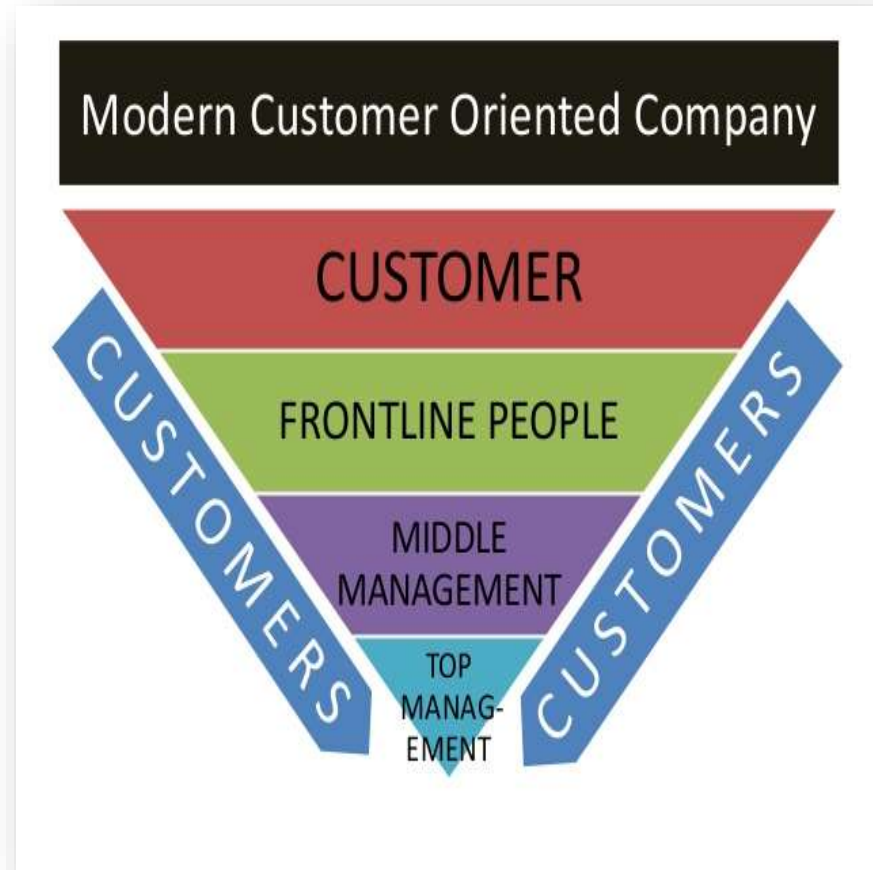 Modern Customer Oriented Company
CUSTOMER
CUSTOMERS
CUSTOMERS
FRONTLINE PEOPLE
MIDDLE
MANAGEMENT
TOP
MANAG-
EMENT